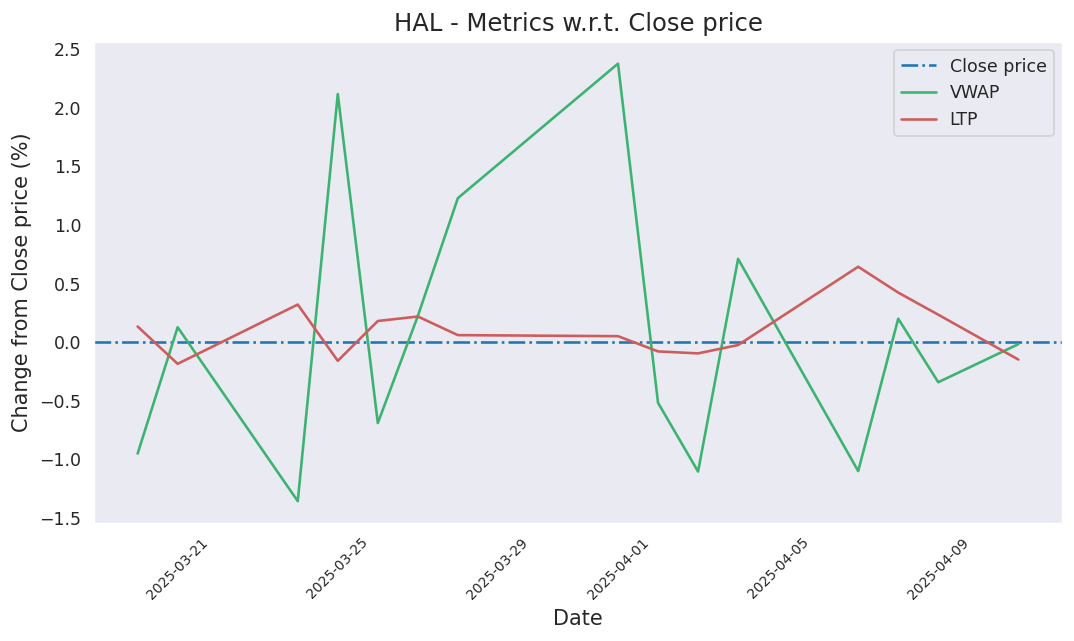 HAL - Metrics w.r.t. Close price
Change from Close price (%)
2.5
2.0
1.5
1.0
0.5
0.0
−0.5
−1.0
−1.5
Close price
VWAP
LTP
2025-03-21
2025-03-25
2025-03-29
2025-04-01
2025-04-05
2025-04-09
Date